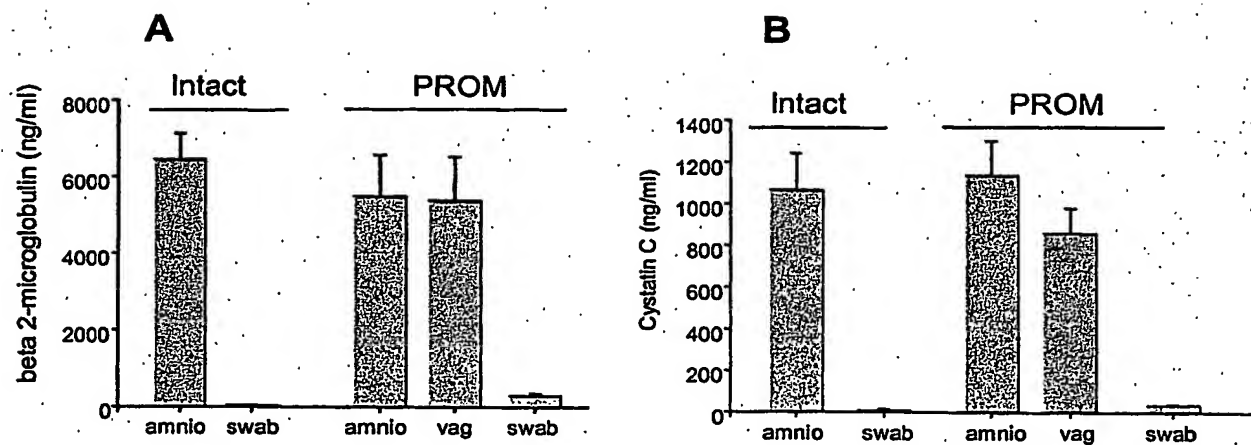 A
Intact
PROM
beta 2-microglobulin (ng/ml)
8000
6000
4000
2000
0
amnio swab amnio vag swab
B
Intact
PROM
Cystatin C (ng/ml)
1400
1200
1000
800
600
400
200
0
amnio swab amnio vag swab